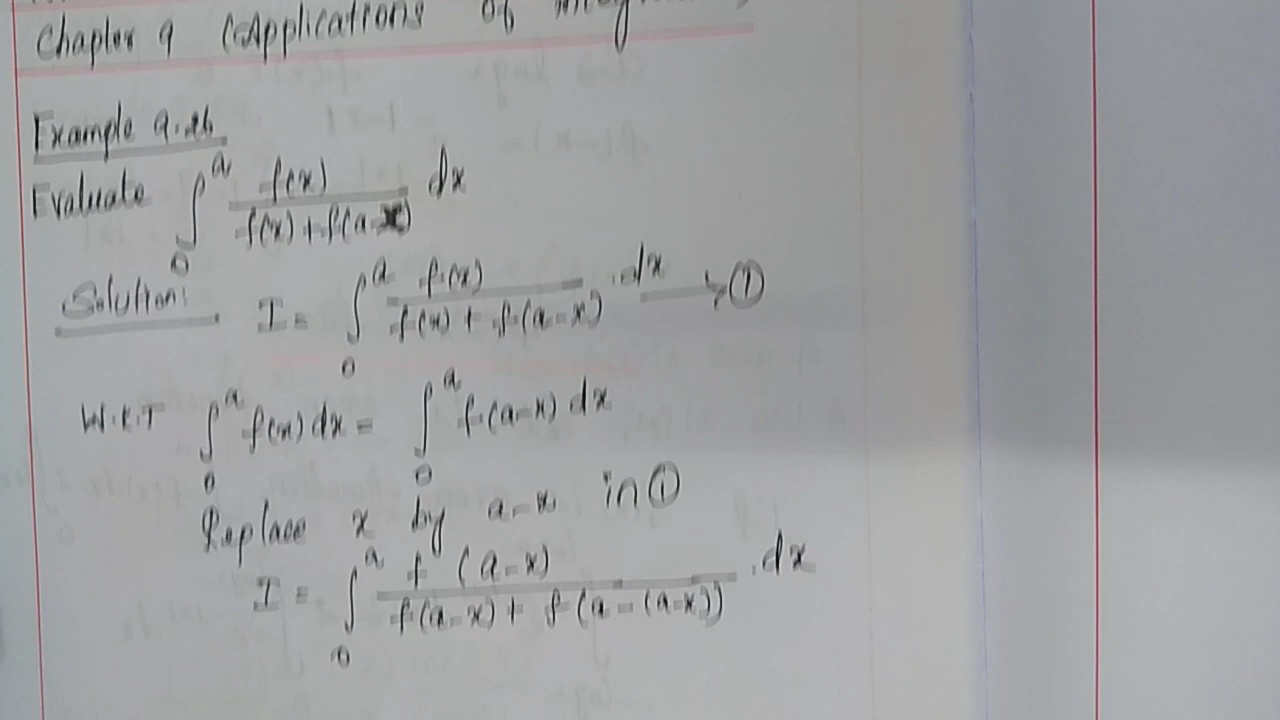 Chapter 9 (Applications of
Example 9.26
Evaluate ∫₀ᵃ f(x) / (f(x) + f(a-x)) dx
Solution: I = ∫₀ᵃ f(x) / (f(x) + f(a-x)) . dx → ①
W.K.T ∫₀ᵃ f(x) dx = ∫₀ᵃ f(a-x) dx
Replace x by a-x in ①
I = ∫₀ᵃ f(a-x) / (f(a-x) + f(a-(a-x))) . dx